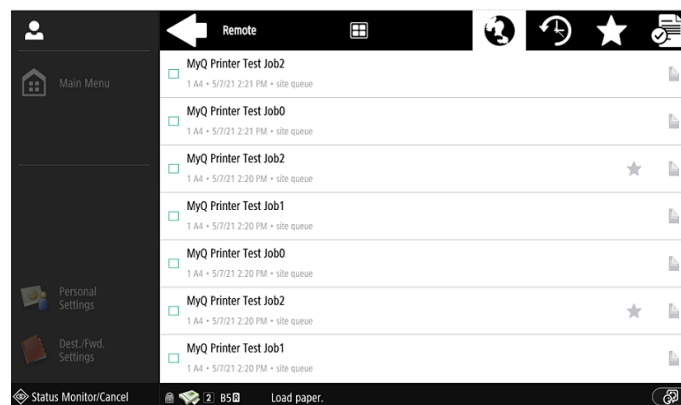 Remote
Main Menu
MyQ Printer Test Job2
1 A4 • 5/7/21 2:21 PM • site queue
MyQ Printer Test Job0
1 A4 • 5/7/21 2:21 PM • site queue
MyQ Printer Test Job2
1 A4 • 5/7/21 2:20 PM • site queue
MyQ Printer Test Job1
1 A4 • 5/7/21 2:20 PM • site queue
MyQ Printer Test Job0
1 A4 • 5/7/21 2:20 PM • site queue
MyQ Printer Test Job2
1 A4 • 5/7/21 2:20 PM • site queue
MyQ Printer Test Job1
1 A4 • 5/7/21 2:20 PM • site queue
Personal
Settings
Dest./Fwd.
Settings
Status Monitor/Cancel
2 B5R Load paper.